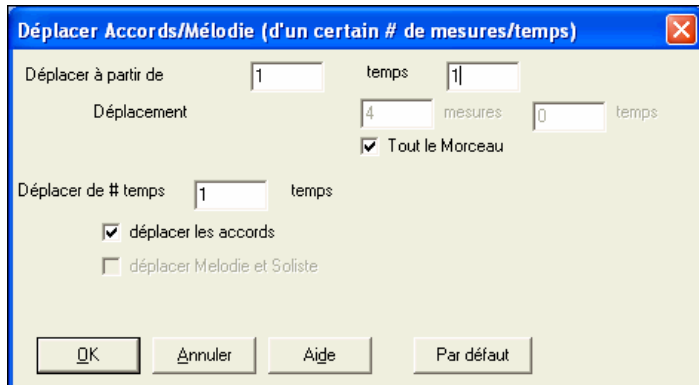 Déplacer Accords/Mélodie (d'un certain # de mesures/temps)
Déplacer à partir de 1 temps 1
Déplacement 4 mesures 0 temps
Tout le Morceau
Déplacer de # temps 1 temps
déplacer les accords
déplacer Melodie et Soliste
OK Annuler Aide Par défaut